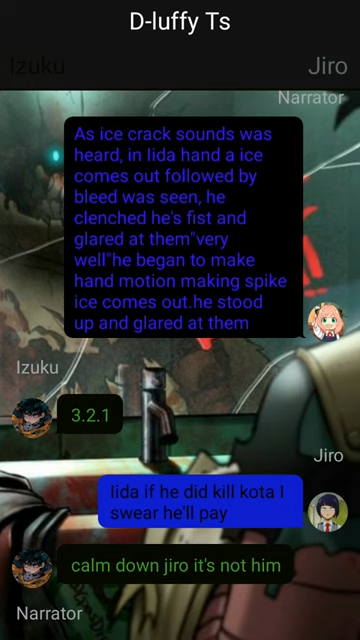 D-luffy Ts
Izuku
Jiro
Narrator
As ice crack sounds was
heard, in Iida hand a ice
comes out followed by
bleed was seen, he
clenched he's fist and
glared at them"very
well"he began to make
hand motion making spike
ice comes out.he stood
up and glared at them
Izuku
3.2.1
Jiro
Iida if he did kill kota I
swear he'll pay
calm down jiro it's not him
Narrator